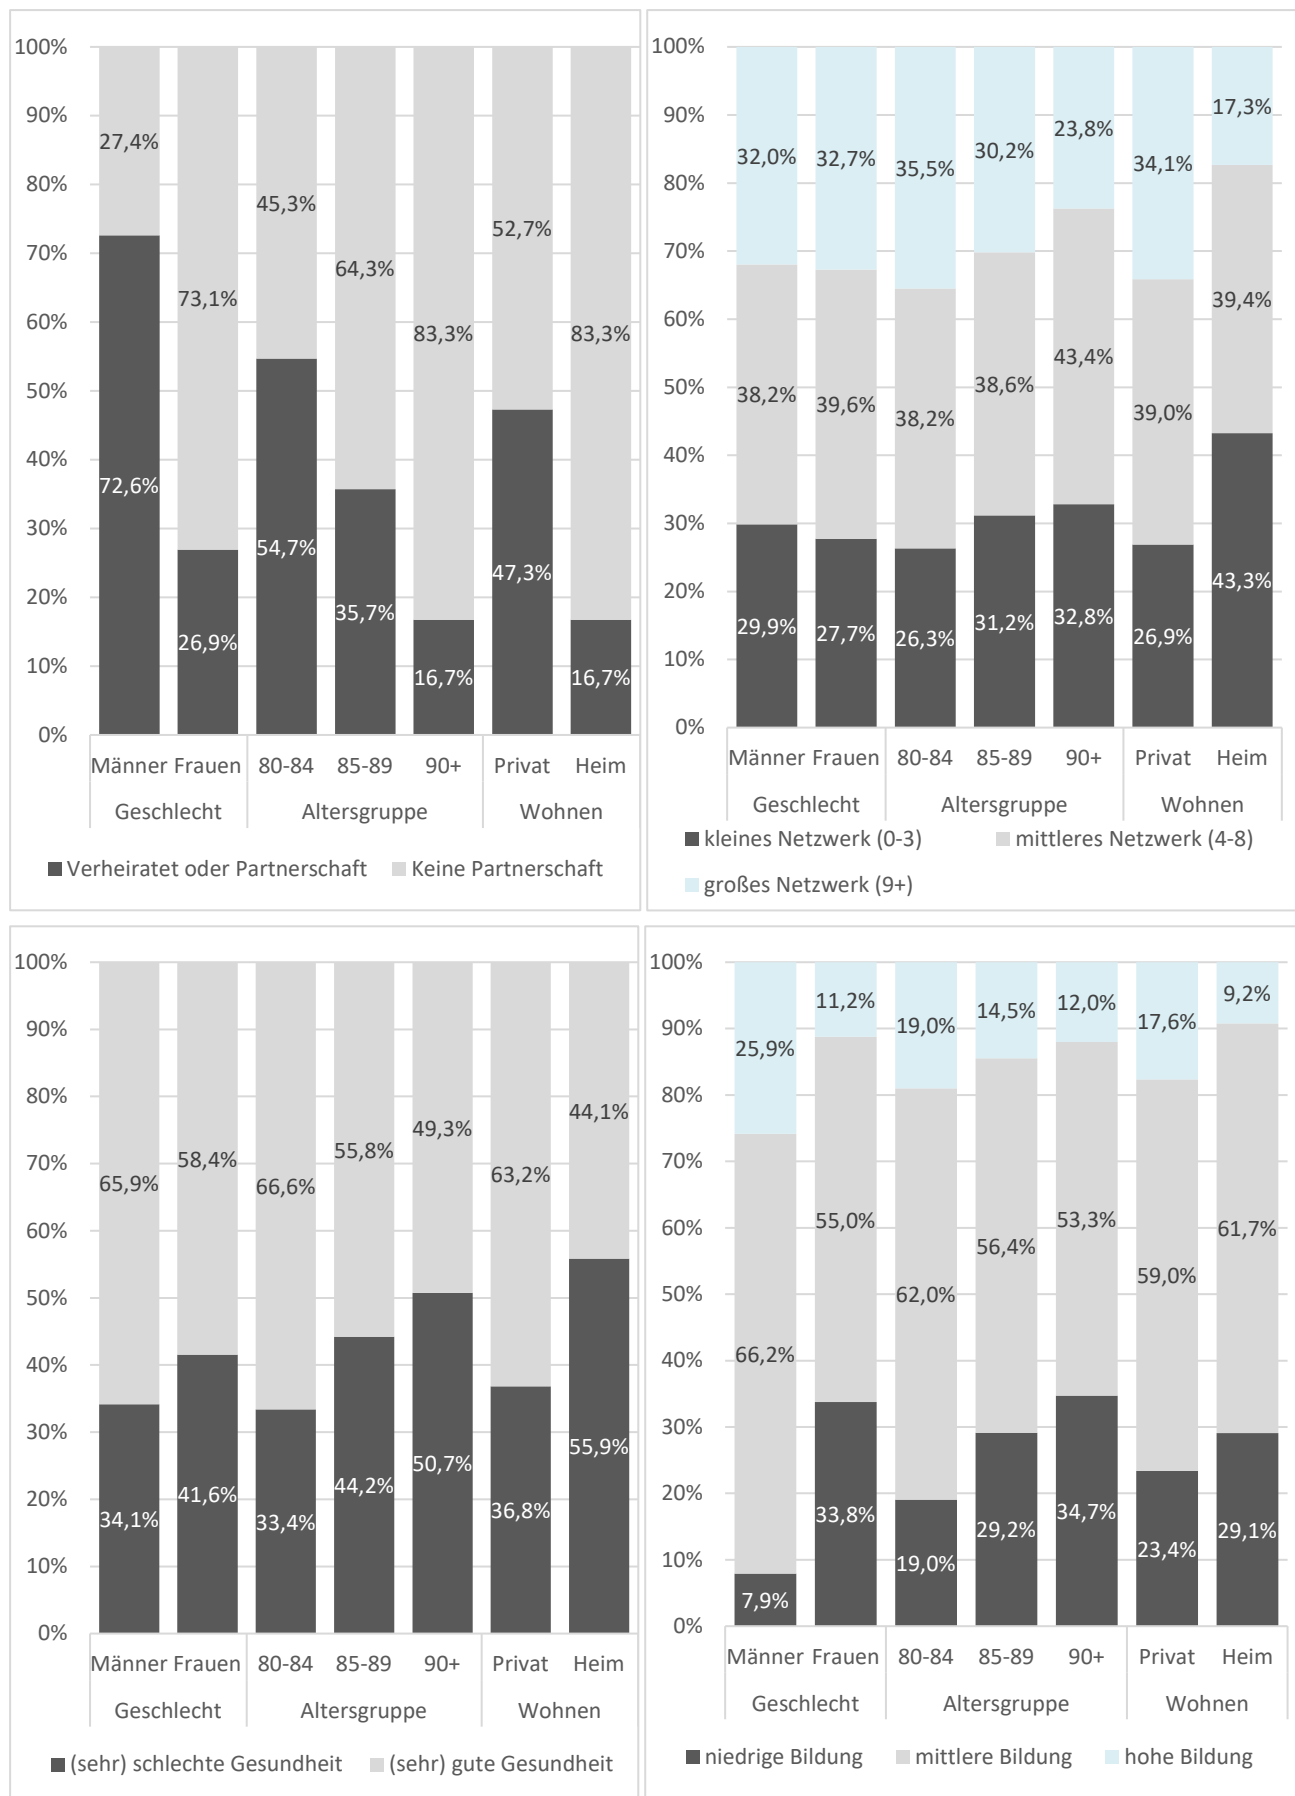 100%
90%
80%
70%
60%
50%
40%
30%
20%
10%
0%
27,4%
73,1%
45,3%
64,3%
83,3%
52,7%
83,3%
72,6%
26,9%
54,7%
35,7%
16,7%
47,3%
16,7%
Männer Frauen 80-84 85-89 90+ Privat Heim
Geschlecht Altersgruppe Wohnen
Verheiratet oder Partnerschaft Keine Partnerschaft
100%
90%
80%
70%
60%
50%
40%
30%
20%
10%
0%
32,0% 32,7% 35,5% 30,2% 23,8% 34,1% 17,3%
38,2% 39,6% 38,2% 38,6% 43,4% 39,0% 39,4%
29,9% 27,7% 26,3% 31,2% 32,8% 26,9% 43,3%
Männer Frauen 80-84 85-89 90+ Privat Heim
Geschlecht Altersgruppe Wohnen
kleines Netzwerk (0-3) mittleres Netzwerk (4-8)
großes Netzwerk (9+)
100%
90%
80%
70%
60%
50%
40%
30%
20%
10%
0%
65,9% 58,4% 66,6% 55,8% 49,3% 63,2% 44,1%
34,1% 41,6% 33,4% 44,2% 50,7% 36,8% 55,9%
Männer Frauen 80-84 85-89 90+ Privat Heim
Geschlecht Altersgruppe Wohnen
(sehr) schlechte Gesundheit (sehr) gute Gesundheit
100%
90%
80%
70%
60%
50%
40%
30%
20%
10%
0%
25,9% 11,2% 19,0% 14,5% 12,0% 17,6% 9,2%
66,2% 55,0% 62,0% 56,4% 53,3% 59,0% 61,7%
7,9% 33,8% 19,0% 29,2% 34,7% 23,4% 29,1%
Männer Frauen 80-84 85-89 90+ Privat Heim
Geschlecht Altersgruppe Wohnen
niedrige Bildung mittlere Bildung hohe Bildung